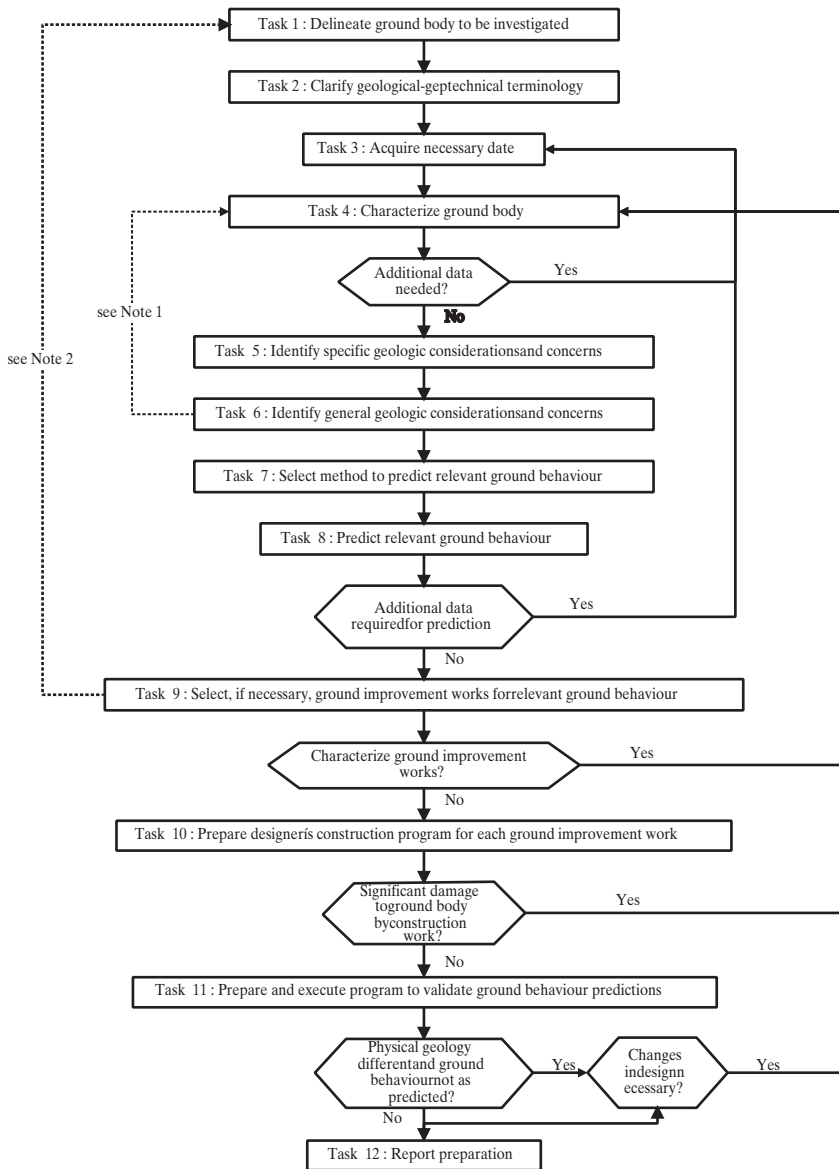 Task 1 : Delineate ground body to be investigated
Task 2 : Clarify geological-geptechnical terminology
Task 3 : Acquire necessary date
Task 4 : Characterize ground body
Additional data
needed?
Yes
No
see Note 1
see Note 2
Task 5 : Identify specific geologic considerationsand concerns
Task 6 : Identify general geologic considerationsand concerns
Task 7 : Select method to predict relevant ground behaviour
Task 8 : Predict relevant ground behaviour
Additional data
requiredfor prediction
Yes
No
Task 9 : Select, if necessary, ground improvement works forrelevant ground behaviour
Characterize ground improvement
works?
Yes
No
Task 10 : Prepare designerís construction program for each ground improvement work
Significant damage
toground body
byconstruction
work?
Yes
No
Task 11 : Prepare and execute program to validate ground behaviour predictions
Physical geology
differentand ground
behaviournot as
predicted?
Yes
Changes
indesignn
ecessary?
Yes
No
Task 12 : Report preparation